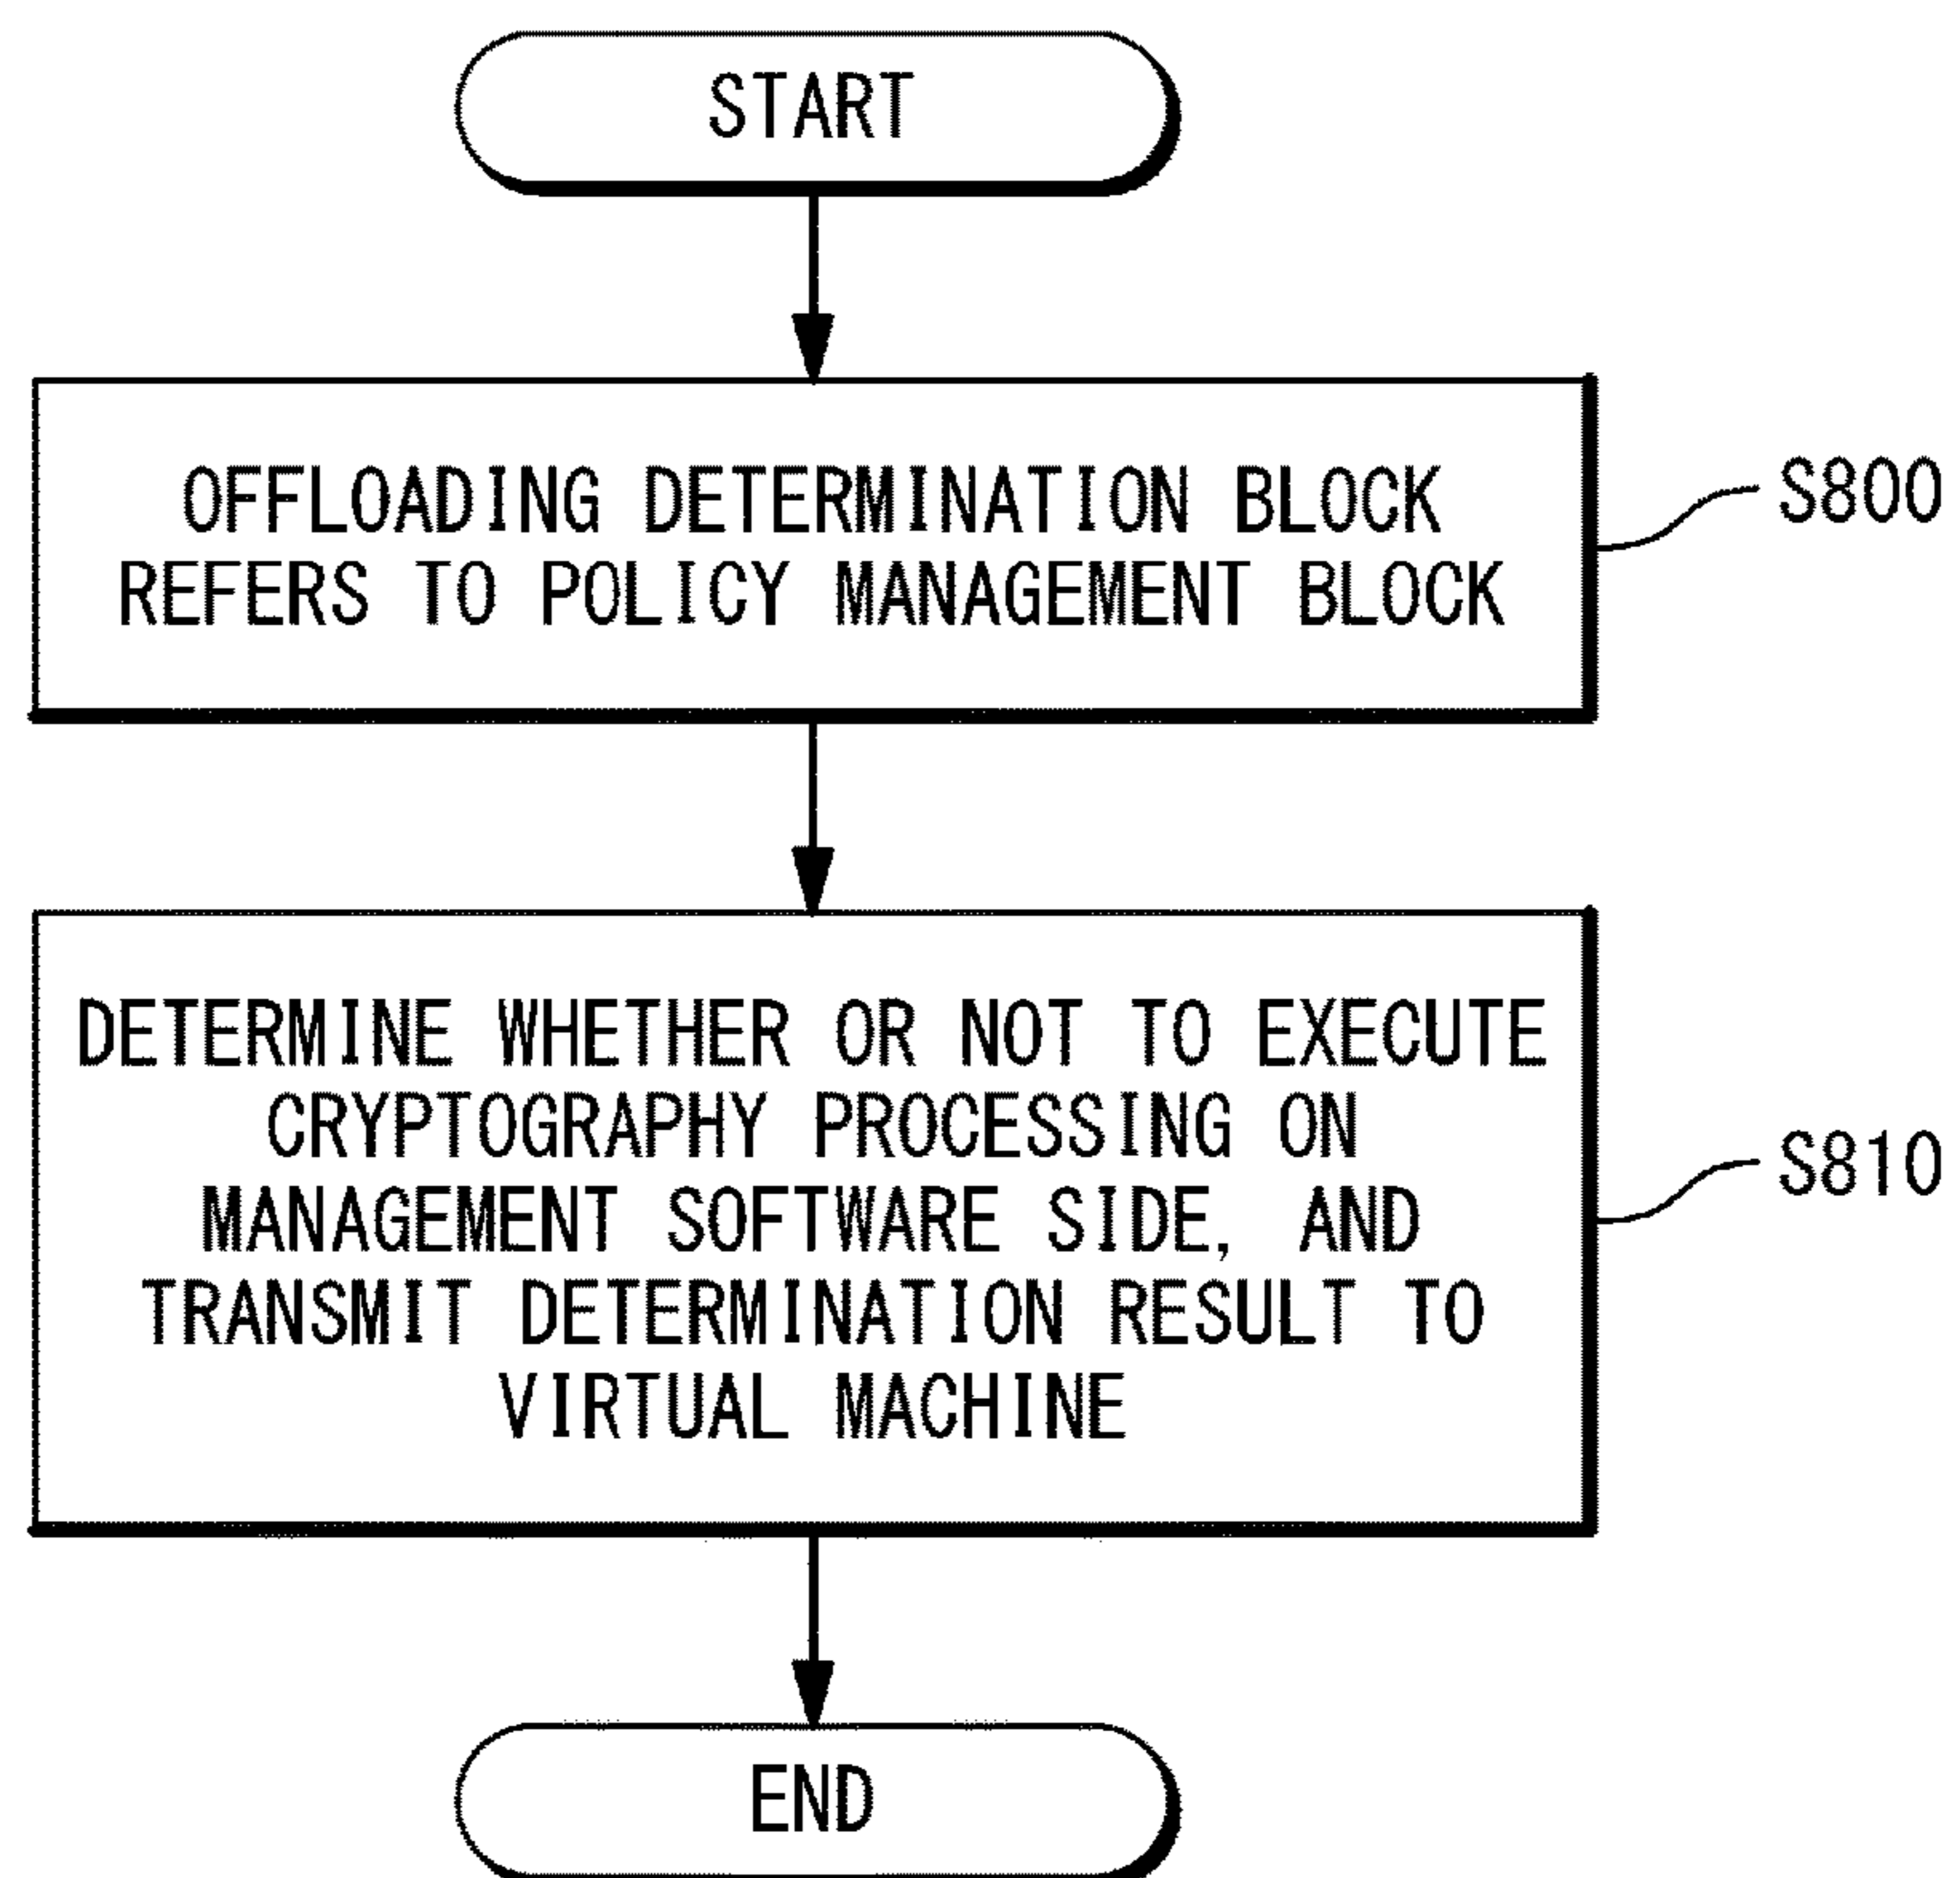 START
OFFLOADING DETERMINATION BLOCK
REFERS TO POLICY MANAGEMENT BLOCK
S800
DETERMINE WHETHER OR NOT TO EXECUTE
CRYPTOGRAPHY PROCESSING ON
MANAGEMENT SOFTWARE SIDE, AND
TRANSMIT DETERMINATION RESULT TO
VIRTUAL MACHINE
S810
END